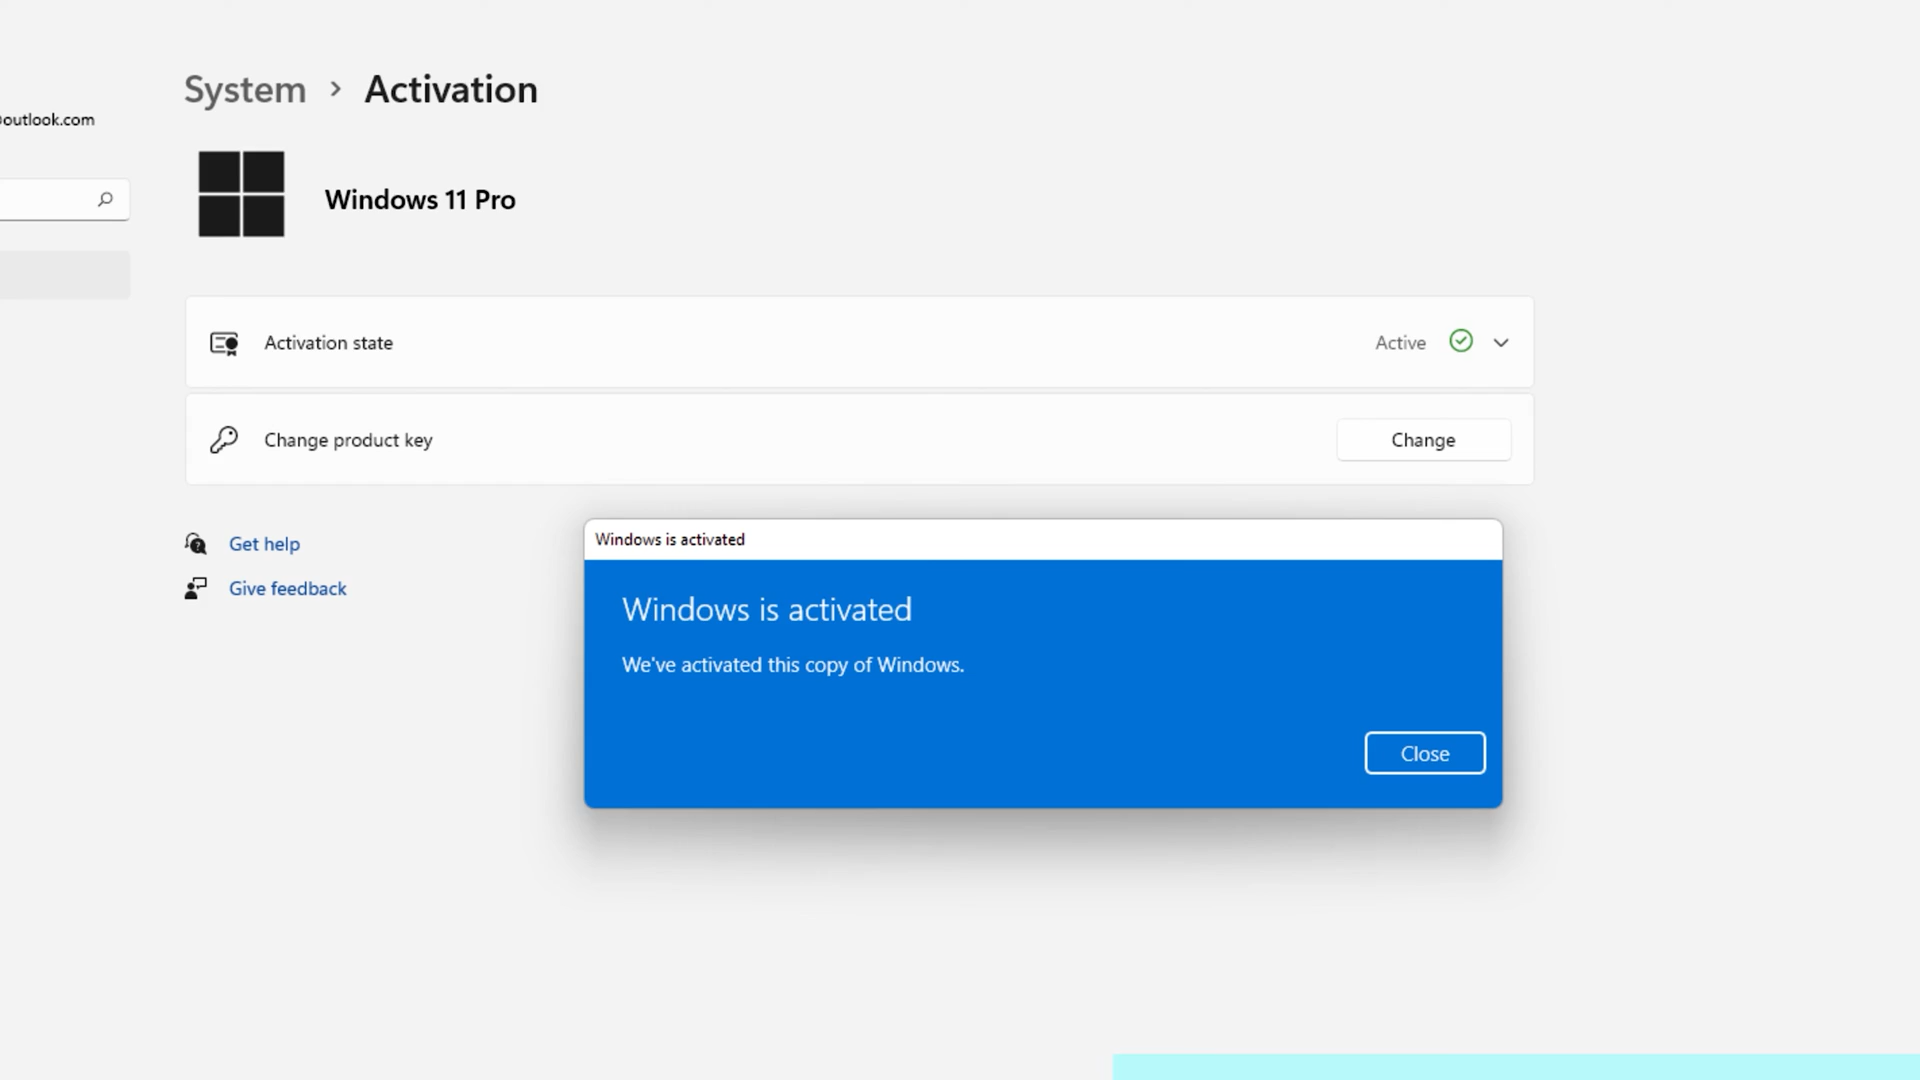 System > Activation
outlook.com
Windows 11 Pro
Activation state
Active
Change product key
Change
Get help
Give feedback
Windows is activated
Windows is activated
We've activated this copy of Windows.
Close